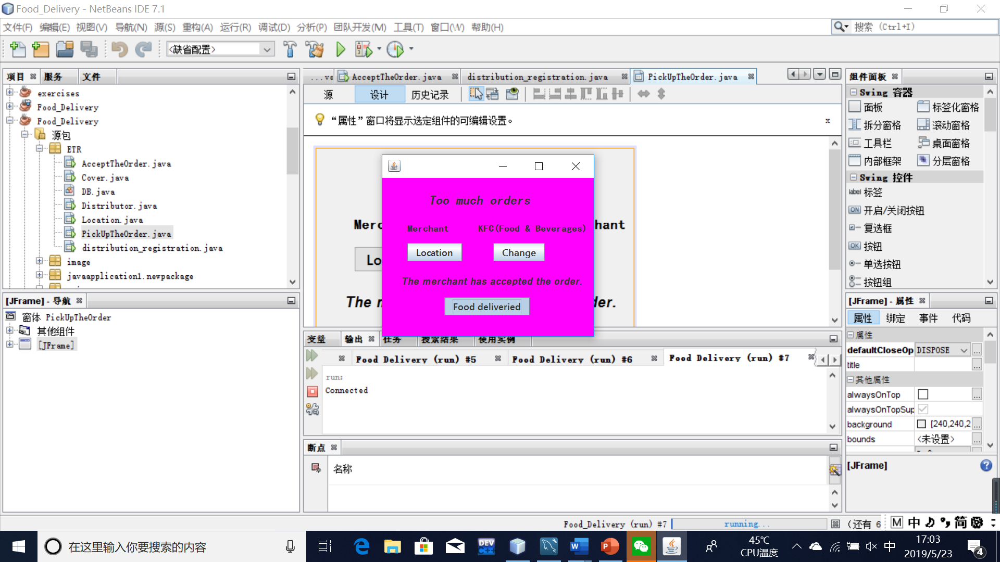 Food_Delivery - NetBeans IDE 7.1
文件(F) 编辑(E) 视图(V) 导航(N) 源(S) 重构(A) 运行(R) 调试(D) 分析(P) 团队开发(M) 工具(T) 窗口(W) 帮助(H)
搜索 (Ctrl+I)
<缺省配置>
项目 服务 文件
exercises
Food_Delivery
Food_Delivery
源包
ETR
AcceptTheOrder.java
Cover.java
DB.java
Distributor.java
Location.java
PickUpTheOrder.java
distribution_registration.java
image
javaapplication1.newpackage
[JFrame] - 导航
窗体 PickUpTheOrder
其他组件
[JFrame]
AcceptTheOrder.java distribution_registration.java PickUpTheOrder.java
源 设计 历史记录
“属性”窗口将显示选定组件的可编辑设置。
Too much orders
Merchant KFC(Food & Beverages)
Location Change
The merchant has accepted the order.
Food deliveried
变量 输出 任务 搜索结果 使用实例
Food_Delivery (run) #5 Food_Delivery (run) #6 Food_Delivery (run) #7
run:
Connected
断点
名称
组件面板
Swing 容器
面板 标签化窗格
拆分窗格 滚动窗格
工具栏 桌面窗格
内部框架 分层窗格
Swing 控件
label 标签
ON 开启/关闭按钮
复选框
OK 按钮
单选按钮
按钮组
[JFrame] - 属性
属性 绑定 事件 代码
属性
defaultCloseOp DISPOSE ...
title ...
其他属性
alwaysOnTop ...
alwaysOnTopSup
background [240,240,2 ...
bounds <未设置> ...
[JFrame]
Food_Delivery (run) #7 running... (还有 6
M 中 简
在这里输入你要搜索的内容
DEV C++
45℃
CPU温度
中
17:03
2019/5/23
4